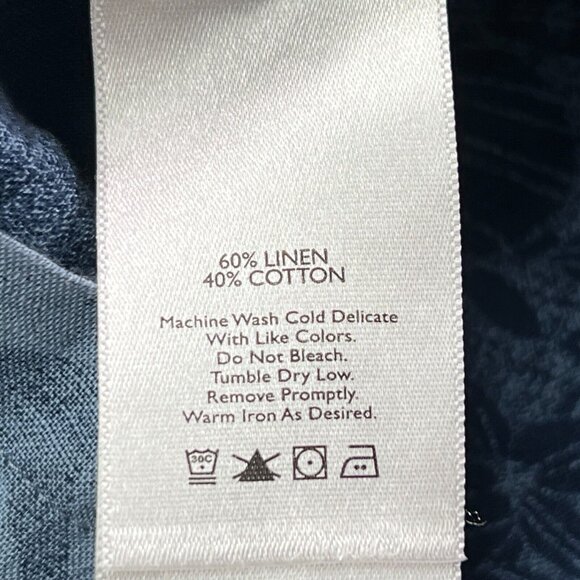 60% LINEN
40% COTTON
Machine Wash Cold Delicate
With Like Colors.
Do Not Bleach.
Tumble Dry Low.
Remove Promptly.
Warm Iron As Desired.
30C